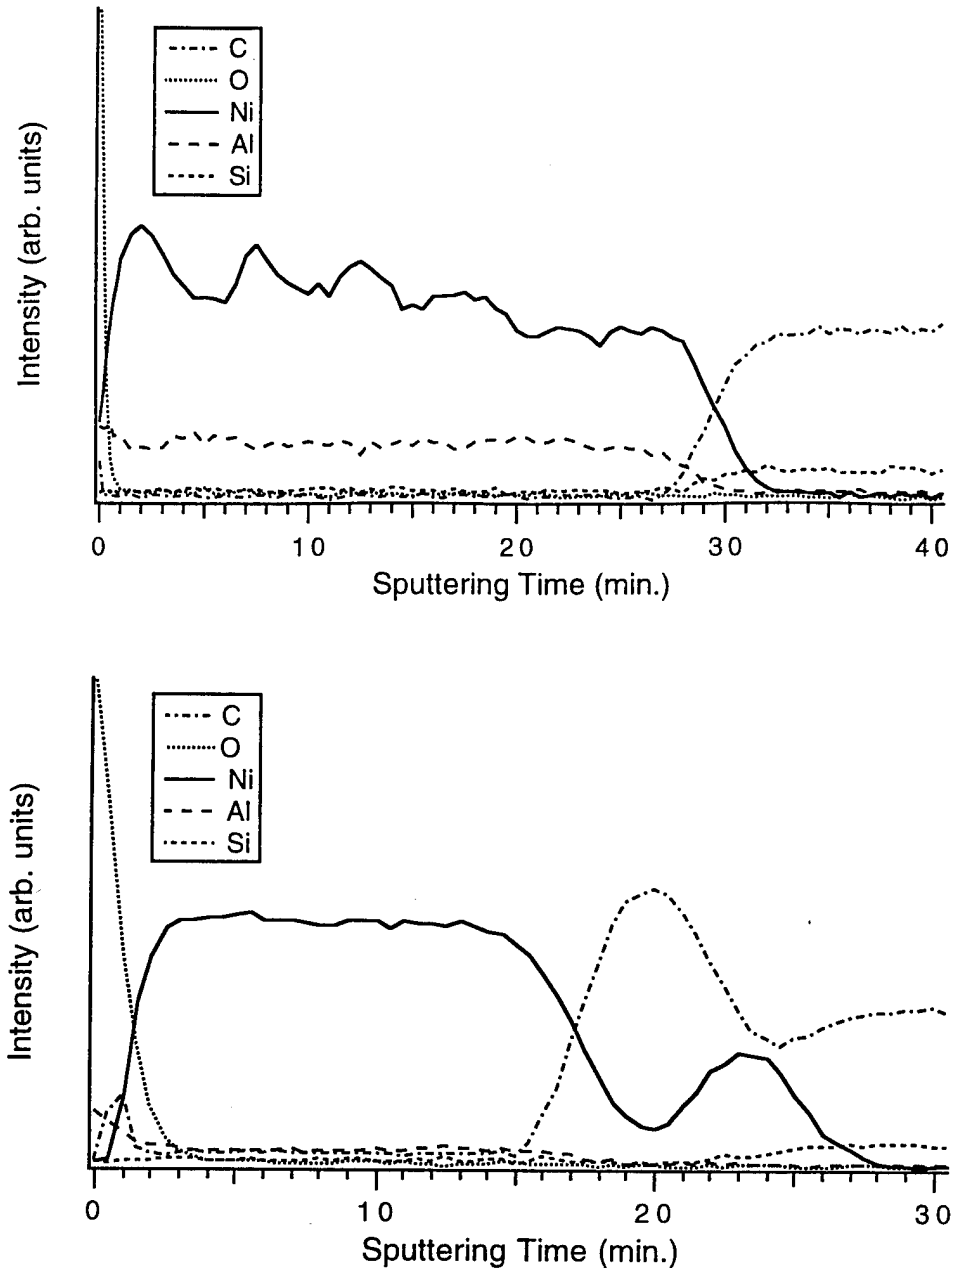 Intensity (arb. units)
C
O
Ni
Al
Si
0 10 20 30 40
Sputtering Time (min.)
Intensity (arb. units)
C
O
Ni
Al
Si
0 10 20 30
Sputtering Time (min.)